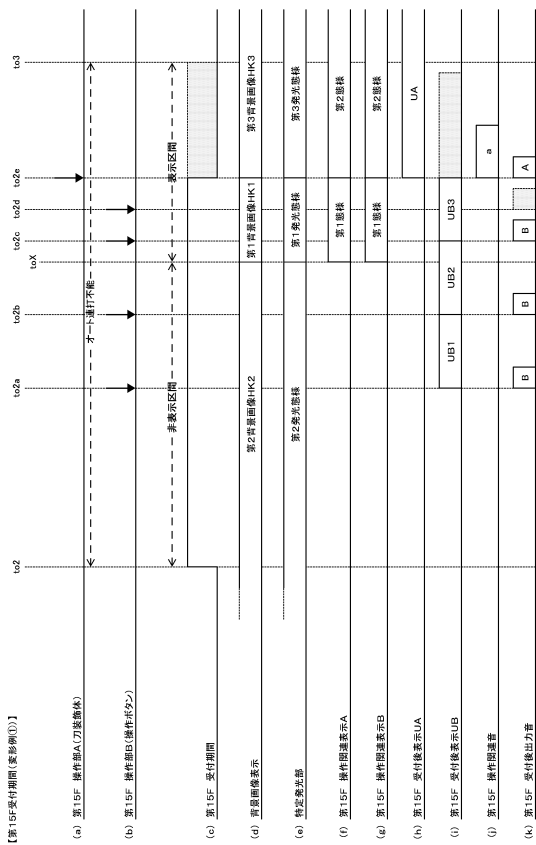 【第15F受付期間(変形例①)】
to2
to2a
to2b
toX
to2c
to2d
to2e
to3
(a) 第15F 操作部A(刀装飾体)
オート連打不能
(b) 第15F 操作部B(操作ボタン)
非表示区間
表示区間
(c) 第15F 受付期間
(d) 背景画像表示
第2背景画像HK2
第1背景画像HK1
第3背景画像HK3
(e) 特定発光部
第2発光態様
第1発光態様
第3発光態様
(f) 第15F 操作関連表示A
第1態様
第2態様
(g) 第15F 操作関連表示B
第1態様
第2態様
(h) 第15F 受付後表示UA
UA
(i) 第15F 受付後表示UB
UB1
UB2
UB3
(j) 第15F 操作関連音
a
(k) 第15F 受付後出力音
B
B
B
A